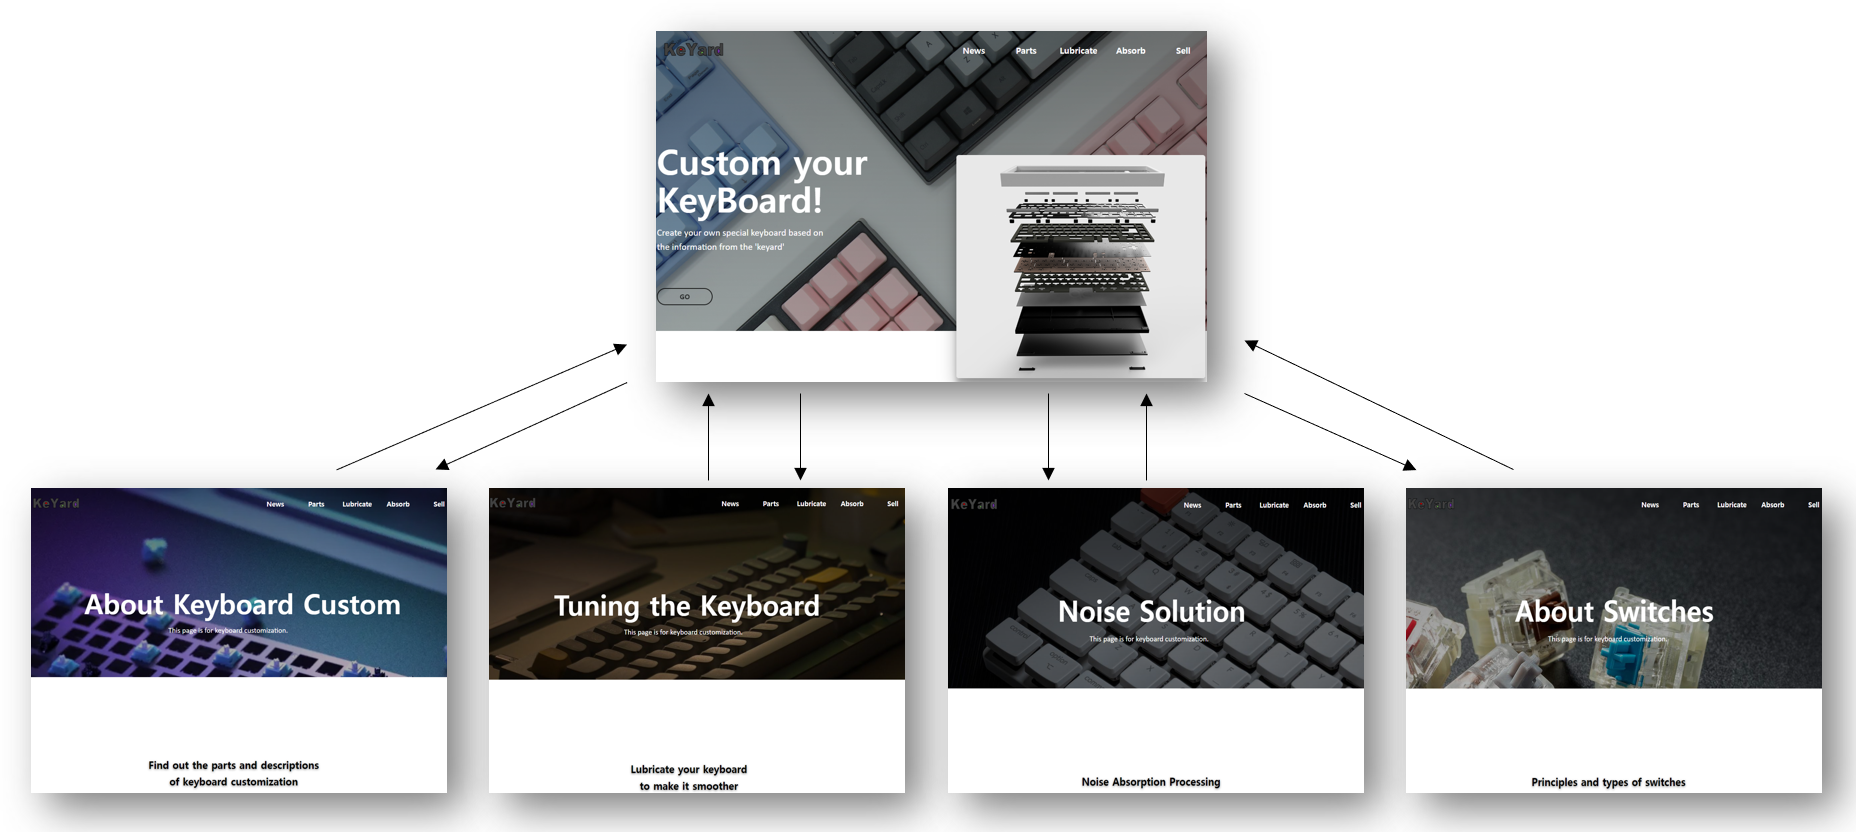 KeYard
News Parts Lubricate Absorb Sell
Custom your
KeyBoard!
Create your own special keyboard based on
the information from the 'keyard'
GO
KeYard
News Parts Lubricate Absorb Sell
About Keyboard Custom
This page is for keyboard customization.
Find out the parts and descriptions
of keyboard customization
KeYard
News Parts Lubricate Absorb Sell
Tuning the Keyboard
This page is for keyboard customization.
Lubricate your keyboard
to make it smoother
KeYard
News Parts Lubricate Absorb Sell
Noise Solution
This page is for keyboard customization.
Noise Absorption Processing
KeYard
News Parts Lubricate Absorb Sell
About Switches
This page is for keyboard customization.
Principles and types of switches